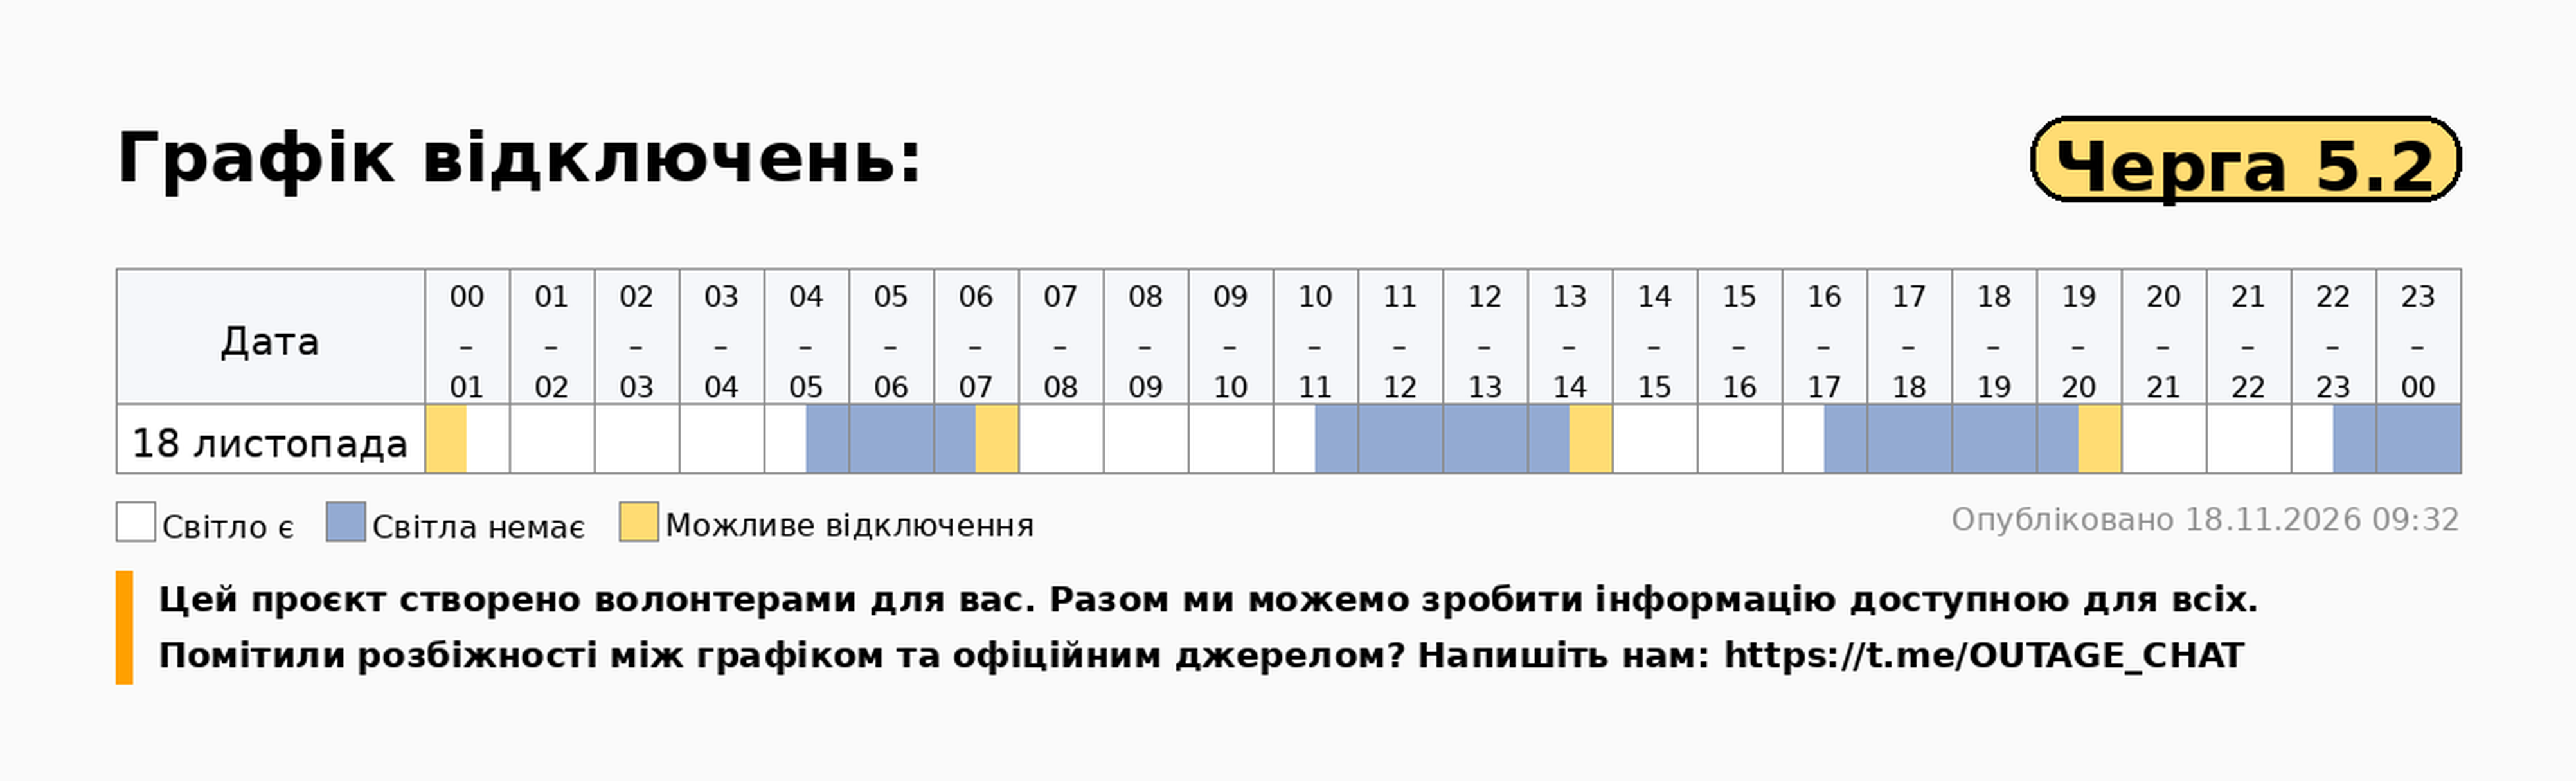 Графік відключень:
Черга 5.2
Дата
00 – 01
01 – 02
02 – 03
03 – 04
04 – 05
05 – 06
06 – 07
07 – 08
08 – 09
09 – 10
10 – 11
11 – 12
12 – 13
13 – 14
14 – 15
15 – 16
16 – 17
17 – 18
18 – 19
19 – 20
20 – 21
21 – 22
22 – 23
23 – 00
18 листопада
Світло є
Світла немає
Можливе відключення
Опубліковано 18.11.2026 09:32
Цей проєкт створено волонтерами для вас. Разом ми можемо зробити інформацію доступною для всіх.
Помітили розбіжності між графіком та офіційним джерелом? Напишіть нам: https://t.me/OUTAGE_CHAT